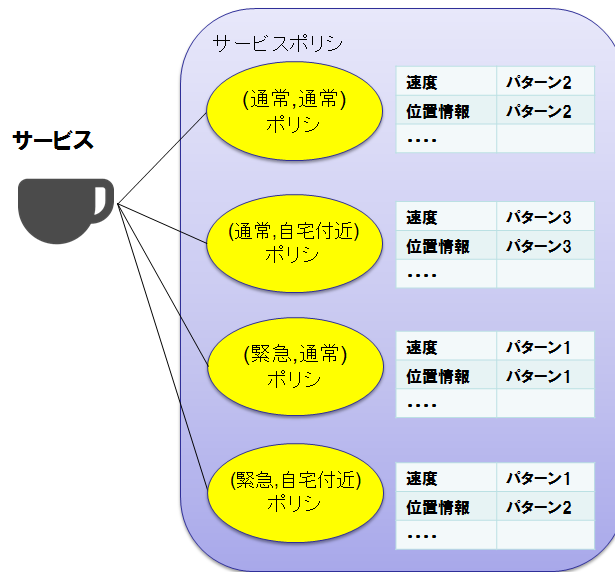 サービスポリシ
サービス
(通常,通常)
ポリシ
速度 パターン2
位置情報 パターン2
‥‥
(通常,自宅付近)
ポリシ
速度 パターン3
位置情報 パターン3
‥‥
(緊急,通常)
ポリシ
速度 パターン1
位置情報 パターン1
‥‥
(緊急,自宅付近)
ポリシ
速度 パターン1
位置情報 パターン2
‥‥